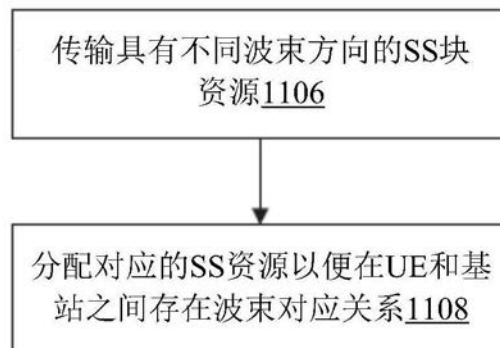 传输具有不同波束方向的SS块
资源1106
分配对应的SS资源以便在UE和基
站之间存在波束对应关系1108